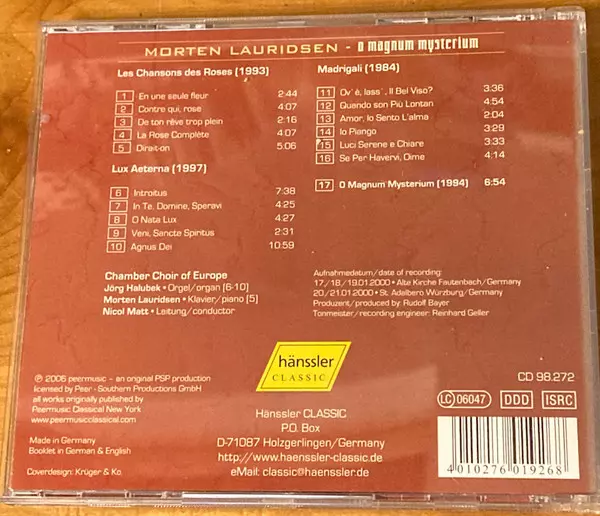 MORTEN LAURIDSEN - O MAGNUM MYSTERIUM
Les Chansons des Roses (1993)
1 En une seule fleur 2:44
2 Contre qui, rose 4:07
3 De ton rêve trop plein 2:16
4 La Rose Complète 4:07
5 Dirait-on 5:06
Lux Aeterna (1997)
6 Introitus 7:38
7 In Te, Domine, Speravi 4:25
8 O Nata Lux 4:27
9 Veni, Sancte Spiritus 2:31
10 Agnus Dei 10:59
Chamber Choir of Europe
Jörg Halubek • Orgel/organ (6-10)
Morten Lauridsen • Klavier/piano (5)
Nicol Matt • Leitung/conductor
Madrigali (1984)
11 Ov' è, lass', Il Bel Viso? 3:36
12 Quando son Più Lontan 4:54
13 Amor, Io Sento L'alma 2:04
14 Io Piango 3:29
15 Luci Serene e Chiare 3:33
16 Se Per Havervi, Oime 4:14
17 O Magnum Mysterium (1994) 6:54
Aufnahmedatum/date of recording:
17./18./19.01.2000 • Alte Kirche Fautenbach/Germany
20./21.01.2000 • St. Adelbero Würzburg/Germany
Produzent/produced by: Rudolf Bayer
Tonmeister/recording engineer: Reinhard Geller
hänssler
CLASSIC
℗ 2006 peermusic – an original PSP production
licensed by Peer - Southern Productions GmbH
all works originally published by
Peermusic Classical New York
www.peermusicclassical.com
Made in Germany
Booklet in German & English
Coverdesign: Krüger & Ko.
Hänssler CLASSIC
P.O. Box
D-71087 Holzgerlingen/Germany
http://www.haenssler-classic.de
eMail: classic@haenssler.de
CD 98.272
LC 06047 DDD ISRC
4 010276 019268